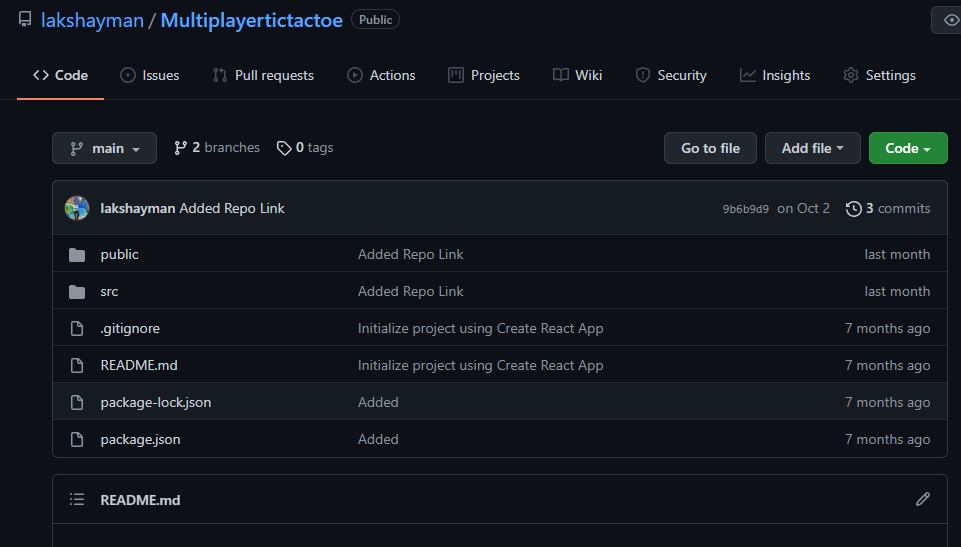 lakshayman / Multiplayertictactoe Public
Code Issues Pull requests Actions Projects Wiki Security Insights Settings
main 2 branches 0 tags Go to file Add file Code
lakshayman Added Repo Link 9b6b9d9 on Oct 2 3 commits
public Added Repo Link last month
src Added Repo Link last month
.gitignore Initialize project using Create React App 7 months ago
README.md Initialize project using Create React App 7 months ago
package-lock.json Added 7 months ago
package.json Added 7 months ago
README.md